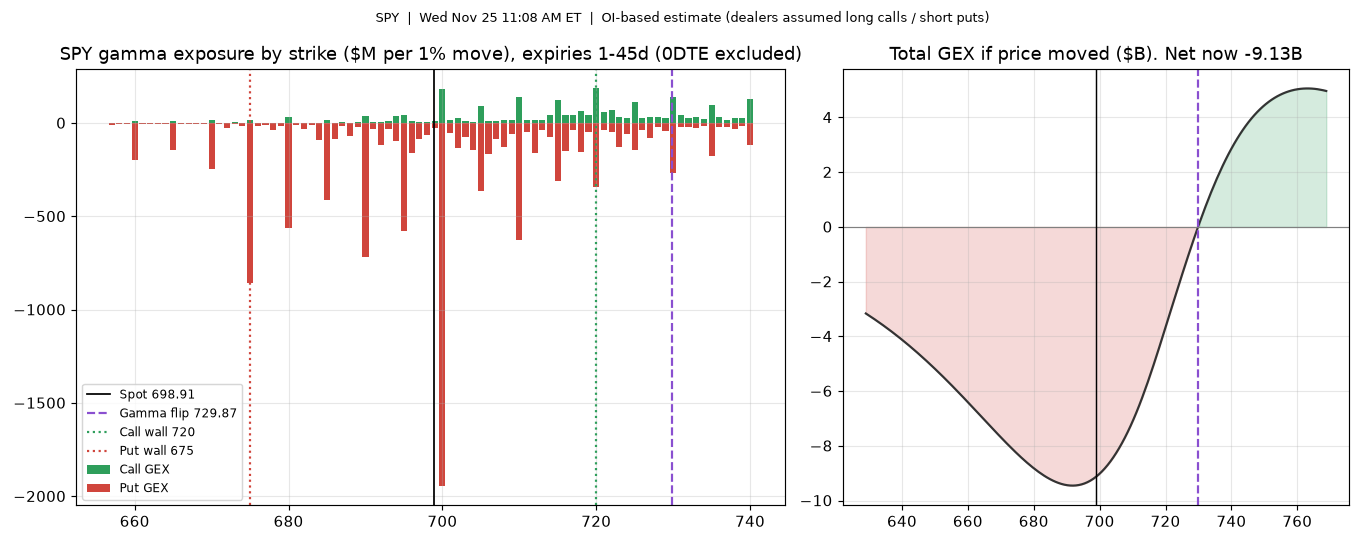 SPY | Wed Nov 25 11:08 AM ET | OI-based estimate (dealers assumed long calls / short puts)
SPY gamma exposure by strike ($M per 1% move), expiries 1-45d (0DTE excluded)
0
−500
−1000
−1500
−2000
660
680
700
720
740
Spot 698.91
Gamma flip 729.87
Call wall 720
Put wall 675
Call GEX
Put GEX
Total GEX if price moved ($B). Net now -9.13B
4
2
0
−2
−4
−6
−8
−10
640
660
680
700
720
740
760